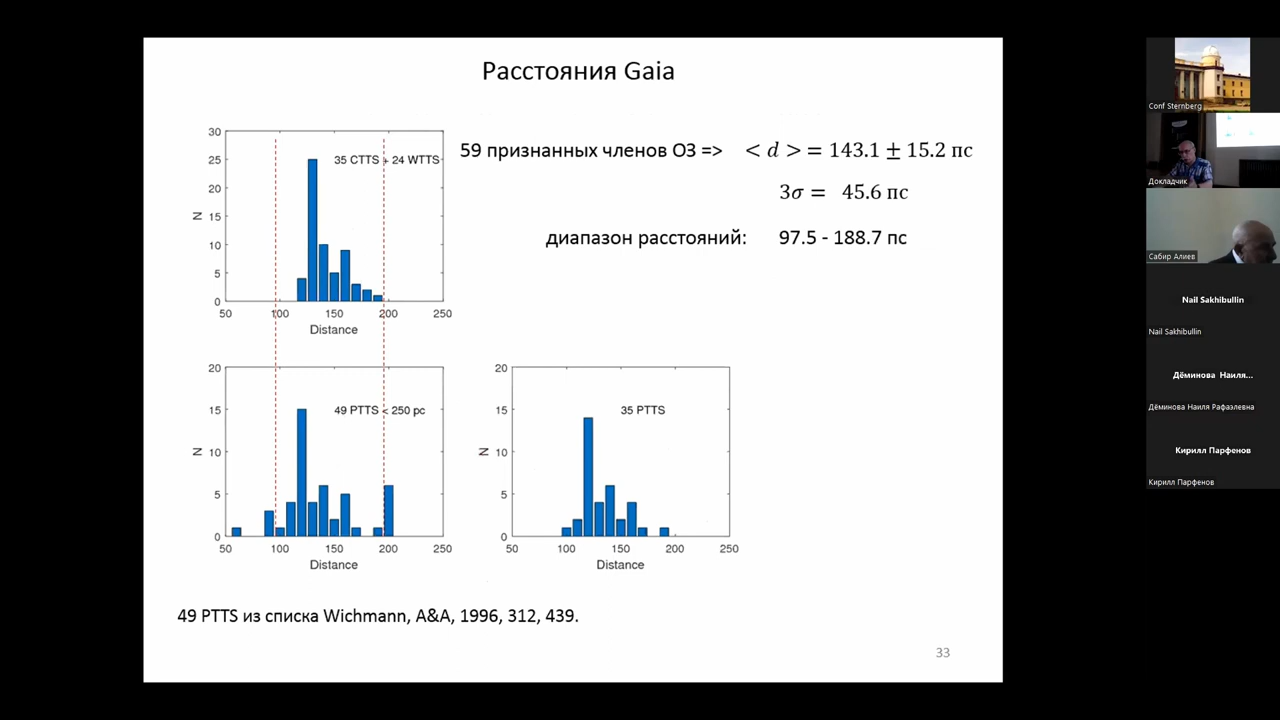 Расстояния Gaia
30
25
20
15
10
5
0
N
35 CTTS + 24 WTTS
50 100 150 200 250
Distance
59 признанных членов ОЗ => < d > = 143.1 ± 15.2 пс
3σ = 45.6 пс
диапазон расстояний: 97.5 - 188.7 пс
20
15
10
5
0
N
49 PTTS < 250 pc
50 100 150 200 250
Distance
20
15
10
5
0
N
35 PTTS
50 100 150 200 250
Distance
49 PTTS из списка Wichmann, A&A, 1996, 312, 439.
33
Conf Sternberg
Докладчик
Сабир Алиев
Nail Sakhibullin
Nail Sakhibullin
Дёминова Наиля...
Дёминова Наиля Рафаэлевна
Кирилл Парфенов
Кирилл Парфенов